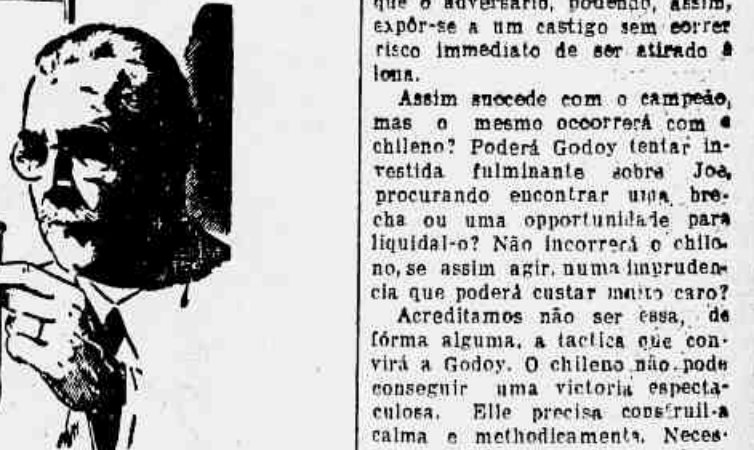 que o adversario, podendo, assim,
expôr-se a um castigo sem correr
risco immediato de ser atirado á
lona.
Assim succede com o campeão,
mas o mesmo occorrerá com o
chileno? Poderá Godoy tentar in-
vestida fulminante sobre Joe,
procurando encontrar uma bre-
cha ou uma opportunidade para
liquidal-o? Não incorrerá o chile-
no, se assim agir, numa impruden-
cia que poderá custar muito caro?
Acreditamos não ser essa, de
fórma alguma, a tactica que con-
virá a Godoy. O chileno não pode
conseguir uma victoria especta-
culosa. Elle precisa construil-a
calma e methodicamente. Neces-